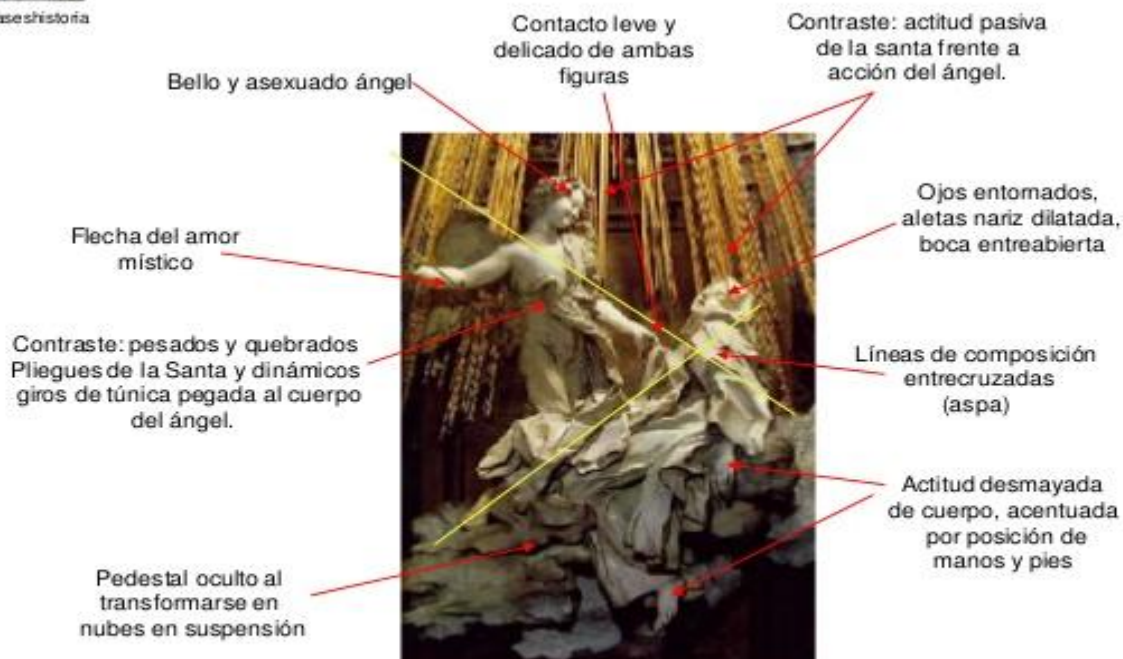 aseshistoria
Contacto leve y
delicado de ambas
figuras
Contraste: actitud pasiva
de la santa frente a
acción del ángel.
Bello y asexuado ángel
Ojos entornados,
aletas nariz dilatada,
boca entreabierta
Flecha del amor
místico
Contraste: pesados y quebrados
Pliegues de la Santa y dinámicos
giros de túnica pegada al cuerpo
del ángel.
Líneas de composición
entrecruzadas
(aspa)
Actitud desmayada
de cuerpo, acentuada
por posición de
manos y pies
Pedestal oculto al
transformarse en
nubes en suspensión